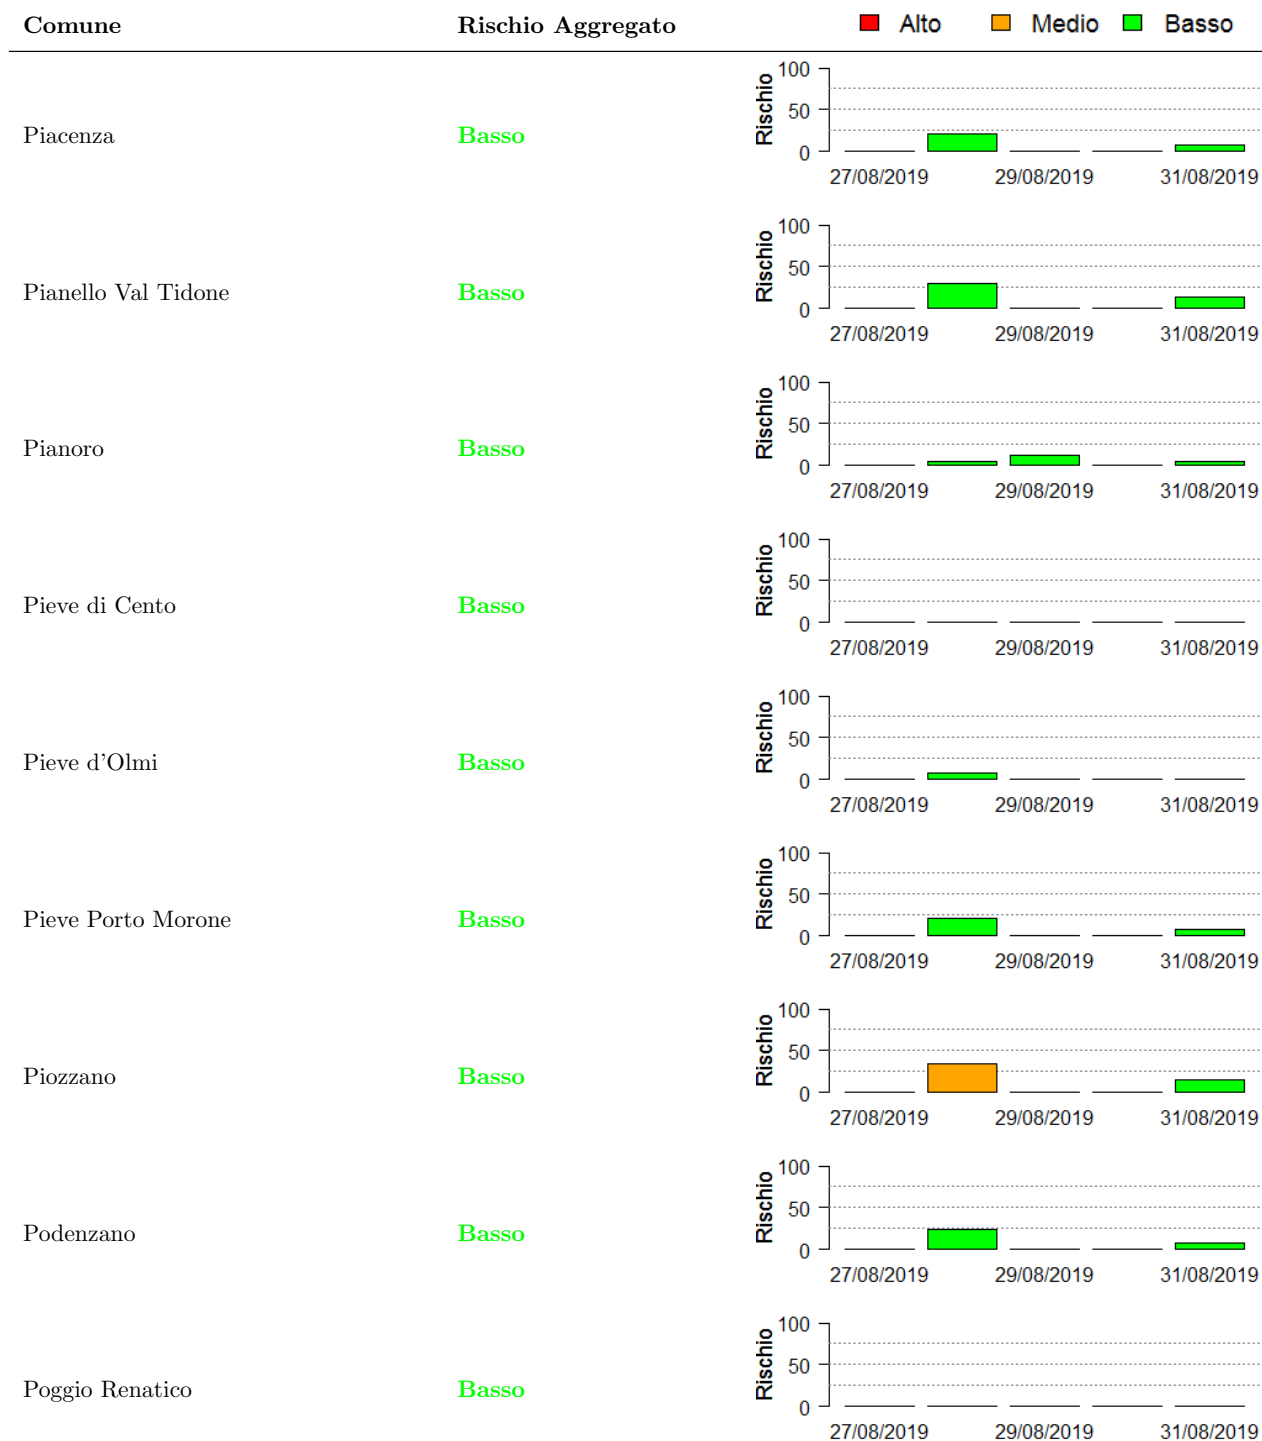 Comune Rischio Aggregato Alto Medio Basso
Piacenza Basso
Rischio
100
50
0
27/08/2019 29/08/2019 31/08/2019
Pianello Val Tidone Basso
Rischio
100
50
0
27/08/2019 29/08/2019 31/08/2019
Pianoro Basso
Rischio
100
50
0
27/08/2019 29/08/2019 31/08/2019
Pieve di Cento Basso
Rischio
100
50
0
27/08/2019 29/08/2019 31/08/2019
Pieve d'Olmi Basso
Rischio
100
50
0
27/08/2019 29/08/2019 31/08/2019
Pieve Porto Morone Basso
Rischio
100
50
0
27/08/2019 29/08/2019 31/08/2019
Piozzano Basso
Rischio
100
50
0
27/08/2019 29/08/2019 31/08/2019
Podenzano Basso
Rischio
100
50
0
27/08/2019 29/08/2019 31/08/2019
Poggio Renatico Basso
Rischio
100
50
0
27/08/2019 29/08/2019 31/08/2019